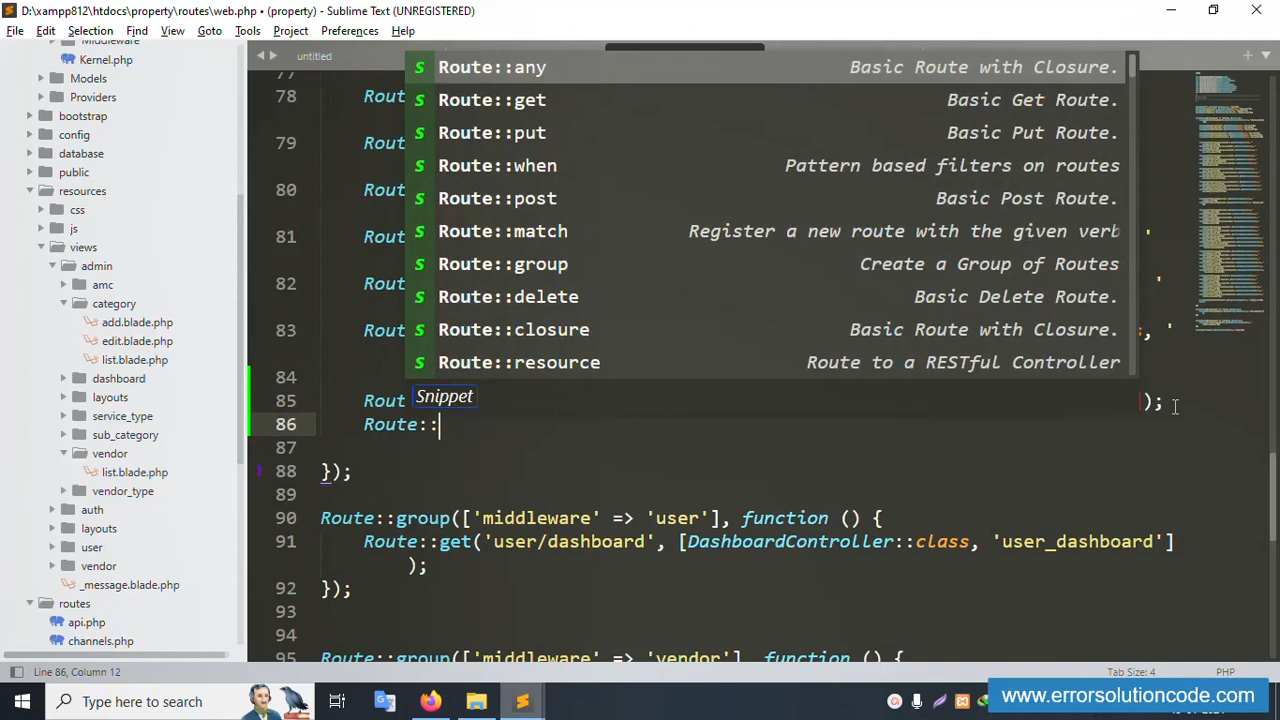 D:\xampp812\htdocs\property\routes\web.php • (property) - Sublime Text (UNREGISTERED)
File Edit Selection Find View Goto Tools Project Preferences Help
untitled
Kernel.php
Models
Providers
bootstrap
config
database
public
resources
css
js
views
admin
amc
category
add.blade.php
edit.blade.php
list.blade.php
dashboard
layouts
service_type
sub_category
vendor
list.blade.php
vendor_type
auth
layouts
user
vendor
_message.blade.php
routes
api.php
channels.php
Route::any Basic Route with Closure.
Route::get Basic Get Route.
Route::put Basic Put Route.
Route::when Pattern based filters on routes
Route::post Basic Post Route.
Route::match Register a new route with the given verb
Route::group Create a Group of Routes
Route::delete Basic Delete Route.
Route::closure Basic Route with Closure.
Route::resource Route to a RESTful Controller
Snippet
78 Rout
79 Rout
80 Rout
81 Rout '
82 Rout '
83 Rout , '
84
85 Rout );
86 Route::
87
88 });
89
90 Route::group(['middleware' => 'user'], function () {
91 Route::get('user/dashboard', [DashboardController::class, 'user_dashboard']
);
92 });
93
94
95 Route::group(['middleware' => 'vendor'], function () {
Line 86, Column 12
Tab Size: 4 PHP
Type here to search
www.errorsolutioncode.com